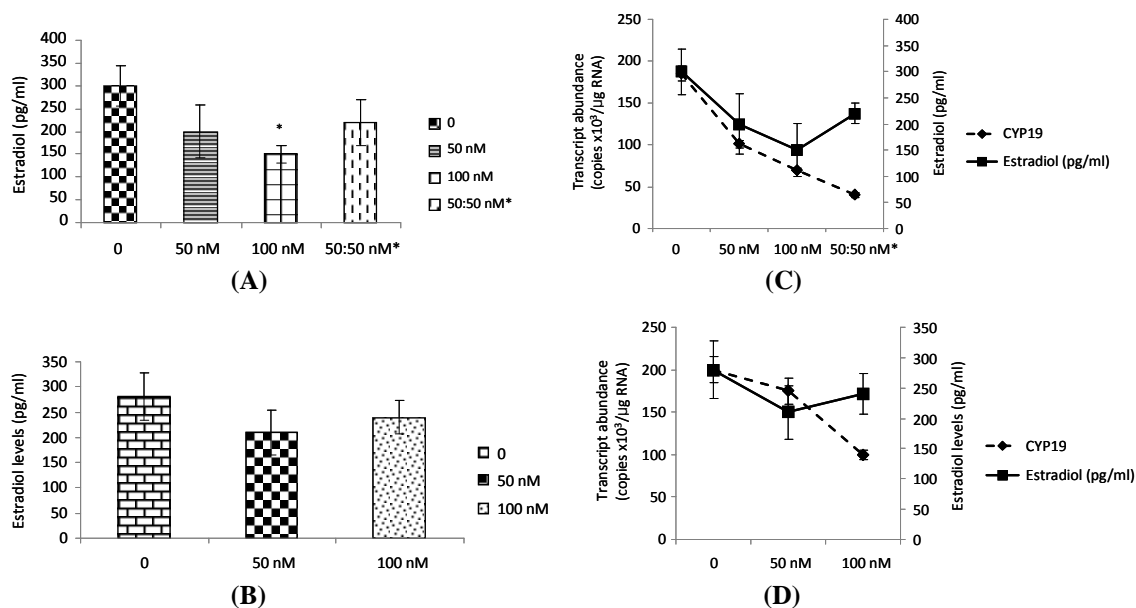 Estradiol (pg/ml)
400
350
300
250
200
150
100
50
0
*
0
50 nM
100 nM
50:50 nM*
0
50 nM
100 nM
50:50 nM*
(A)
Transcript abundance
(copies x10³/µg RNA)
250
200
150
100
50
0
400
350
300
250
200
150
100
50
0
Estradiol (pg/ml)
0
50 nM
100 nM
50:50 nM*
CYP19
Estradiol (pg/ml)
(C)
Estradiol levels (pg/ml)
350
300
250
200
150
100
50
0
0
50 nM
100 nM
0
50 nM
100 nM
(B)
Transcript abundance
(copies x10³/µg RNA)
250
200
150
100
50
0
350
300
250
200
150
100
50
0
Estradiol levels (pg/ml)
0
50 nM
100 nM
CYP19
Estradiol (pg/ml)
(D)